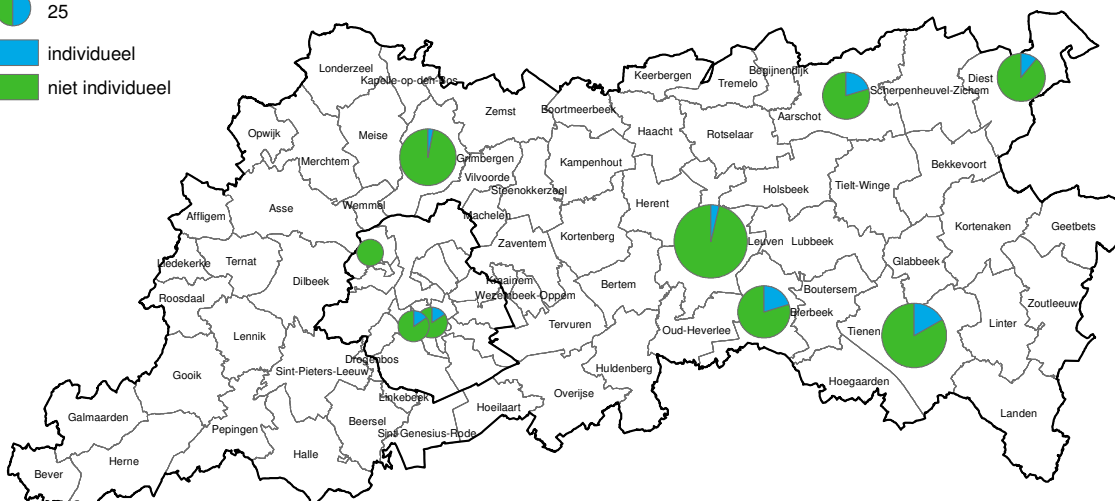 25
individueel
niet individueel
Londerzeel
Kapelle-op-den-Bos
Keerbergen
Tremelo
Begijnendijk
Diest
Scherpenheuvel-Zichem
Zemst
Boortmeerbeek
Aarschot
Opwijk
Meise
Haacht
Rotselaar
Merchtem
Grimbergen
Kampenhout
Bekkevoort
Vilvoorde
Steenokkerzeel
Holsbeek
Tielt-Winge
Affligem
Asse
Wemmel
Machelen
Herent
Kortenaken
Geetbets
Zaventem
Kortenberg
Leuven
Lubbeek
Liedekerke
Ternat
Glabbeek
Dilbeek
Kraainem
Bertem
Boutersem
Roosdaal
Wezembeek-Oppem
Zoutleeuw
Bierbeek
Lennik
Tervuren
Oud-Heverlee
Tienen
Linter
Drogenbos
Gooik
Sint-Pieters-Leeuw
Huldenberg
Hoegaarden
Linkebeek
Hoeilaart
Overijse
Galmaarden
Beersel
Landen
Pepingen
Sint-Genesius-Rode
Herne
Halle
Bever